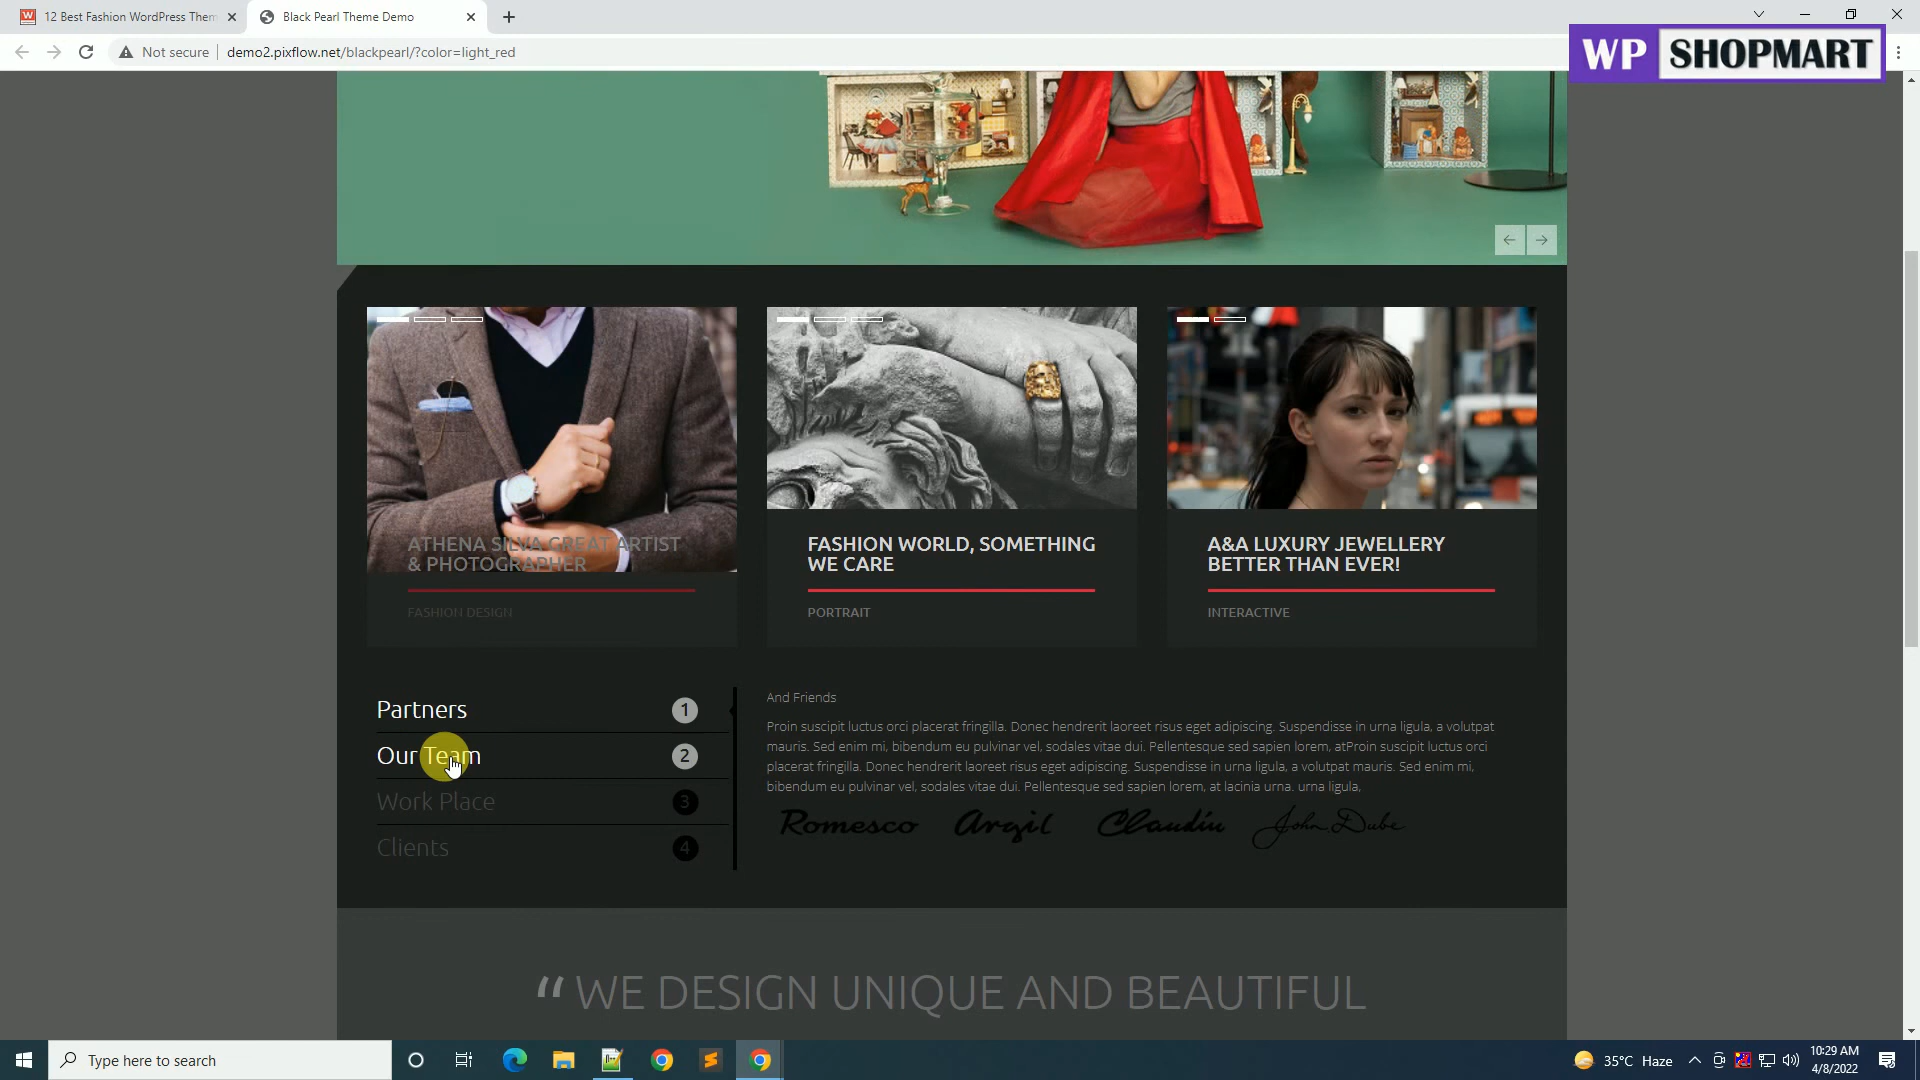 12 Best Fashion WordPress Them
Black Pearl Theme Demo
Not secure
demo2.pixflow.net/blackpearl/?color=light_red
WP SHOPMART
ATHENA SILVA GREAT ARTIST
& PHOTOGRAPHER
FASHION DESIGN
FASHION WORLD, SOMETHING
WE CARE
PORTRAIT
A&A LUXURY JEWELLERY
BETTER THAN EVER!
INTERACTIVE
Partners 1
Our Team 2
Work Place 3
Clients 4
And Friends
Proin suscipit luctus orci placerat fringilla. Donec hendrerit laoreet risus eget adipiscing. Suspendisse in urna ligula, a volutpat
mauris. Sed enim mi, bibendum eu pulvinar vel, sodales vitae dui. Pellentesque sed sapien lorem, atProin suscipit luctus orci
placerat fringilla. Donec hendrerit laoreet risus eget adipiscing. Suspendisse in urna ligula, a volutpat mauris. Sed enim mi,
bibendum eu pulvinar vel, sodales vitae dui. Pellentesque sed sapien lorem, at lacinia urna. urna ligula,
Romesco Argil Claudiu John Dube
“ WE DESIGN UNIQUE AND BEAUTIFUL
Type here to search
35°C Haze
10:29 AM
4/8/2022